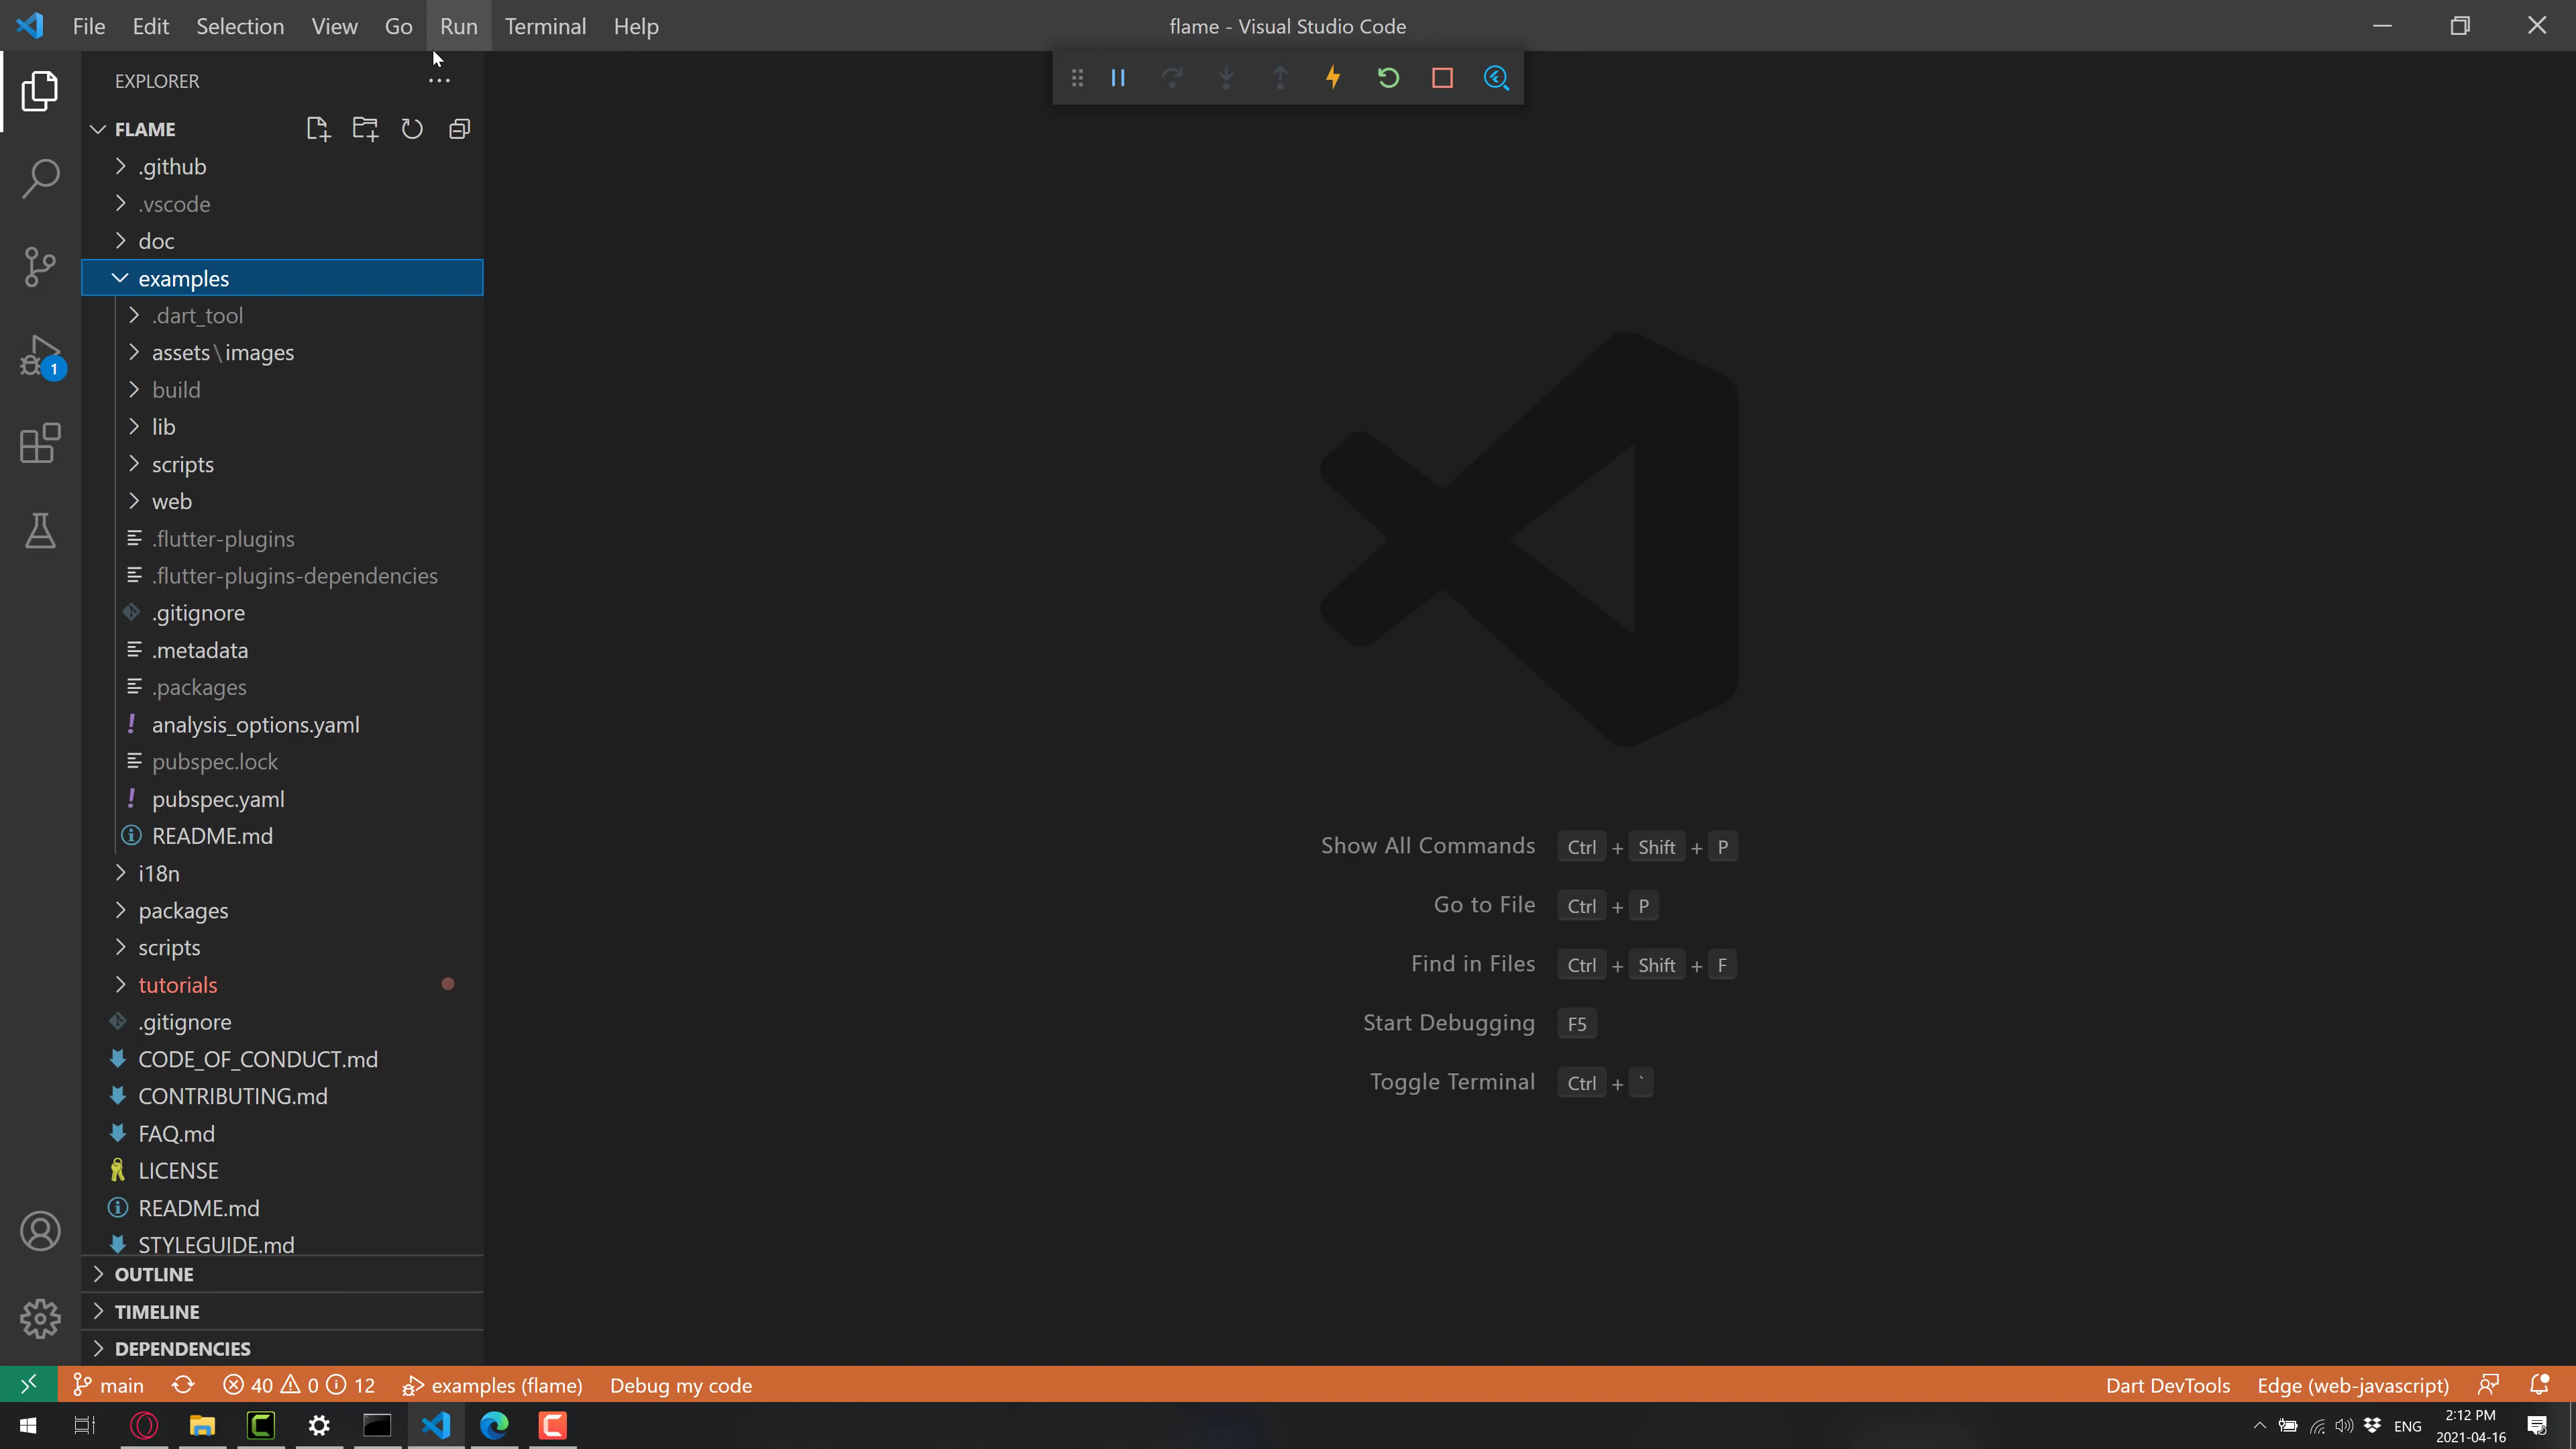 File Edit Selection View Go Run Terminal Help
flame - Visual Studio Code
EXPLORER
FLAME
.github
.vscode
doc
examples
.dart_tool
assets\images
build
lib
scripts
web
.flutter-plugins
.flutter-plugins-dependencies
.gitignore
.metadata
.packages
analysis_options.yaml
pubspec.lock
pubspec.yaml
README.md
i18n
packages
scripts
tutorials
.gitignore
CODE_OF_CONDUCT.md
CONTRIBUTING.md
FAQ.md
LICENSE
README.md
STYLEGUIDE.md
OUTLINE
TIMELINE
DEPENDENCIES
1
Show All Commands Ctrl + Shift + P
Go to File Ctrl + P
Find in Files Ctrl + Shift + F
Start Debugging F5
Toggle Terminal Ctrl + `
main 40 0 12 examples (flame) Debug my code Dart DevTools Edge (web-javascript)
ENG
2:12 PM
2021-04-16